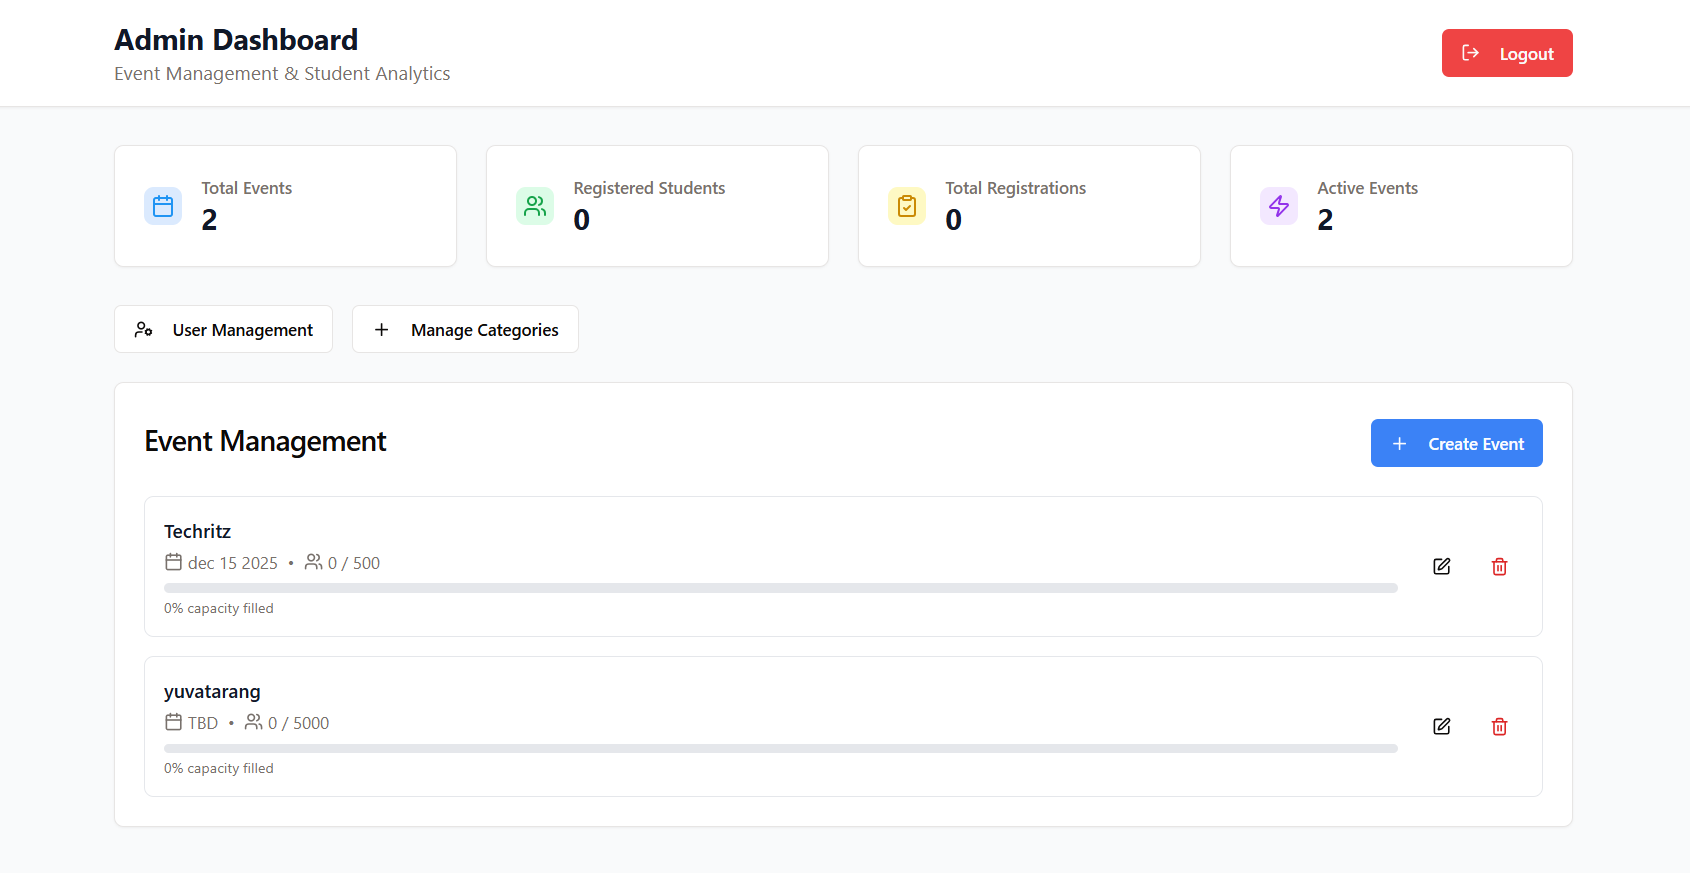 Admin Dashboard
Event Management & Student Analytics
Logout
Total Events
2
Registered Students
0
Total Registrations
0
Active Events
2
User Management
Manage Categories
Event Management
Create Event
Techritz
dec 15 2025 • 0 / 500
0% capacity filled
yuvatarang
TBD • 0 / 5000
0% capacity filled